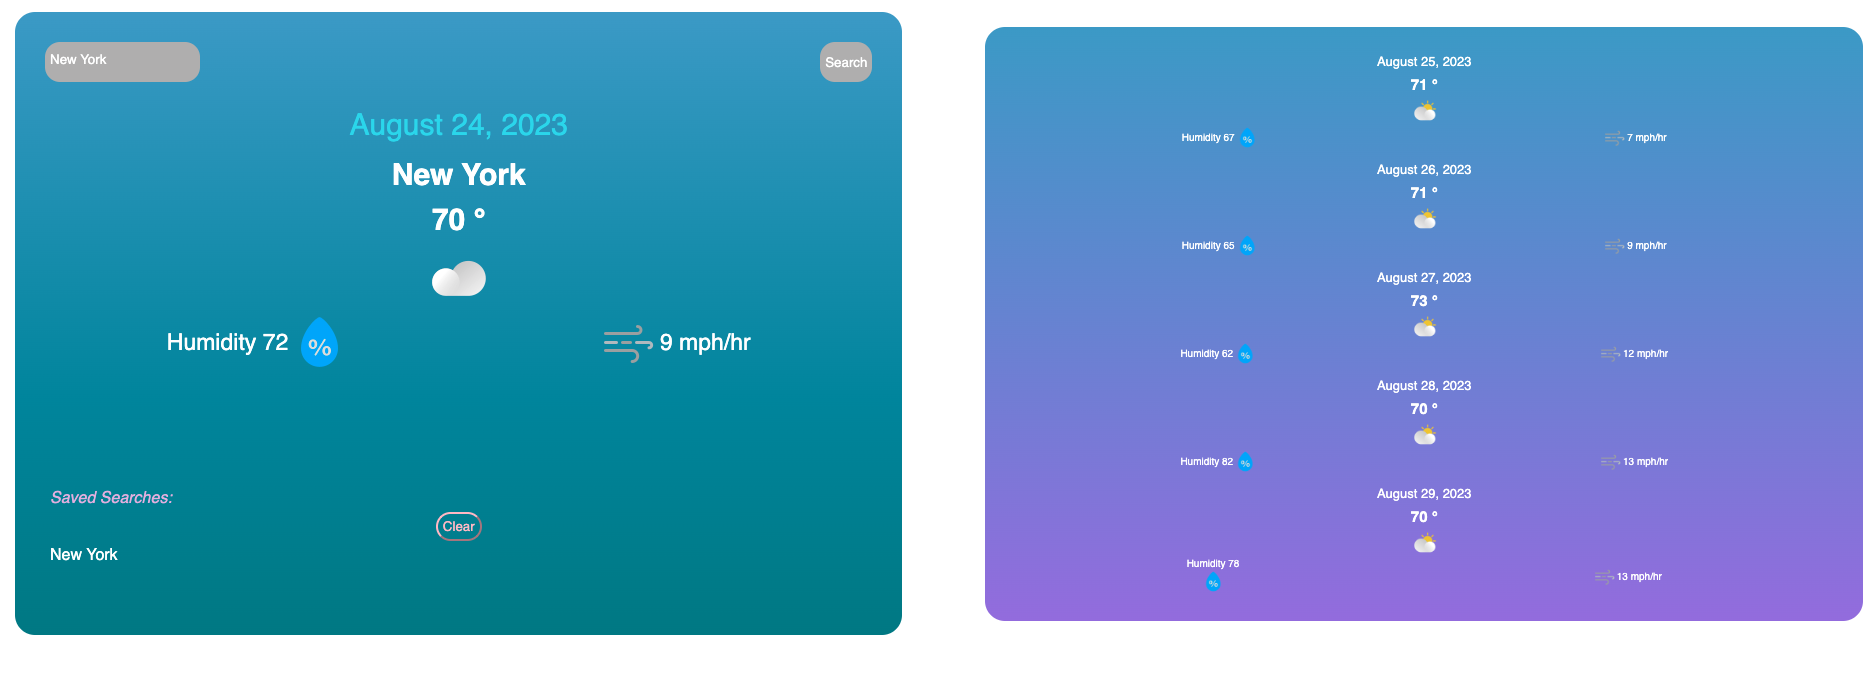 New York
Search
August 24, 2023
New York
70 °
Humidity 72 %
9 mph/hr
Saved Searches:
Clear
New York
August 25, 2023
71 °
Humidity 67 %
7 mph/hr
August 26, 2023
71 °
Humidity 65 %
9 mph/hr
August 27, 2023
73 °
Humidity 62 %
12 mph/hr
August 28, 2023
70 °
Humidity 82 %
13 mph/hr
August 29, 2023
70 °
Humidity 78
%
13 mph/hr